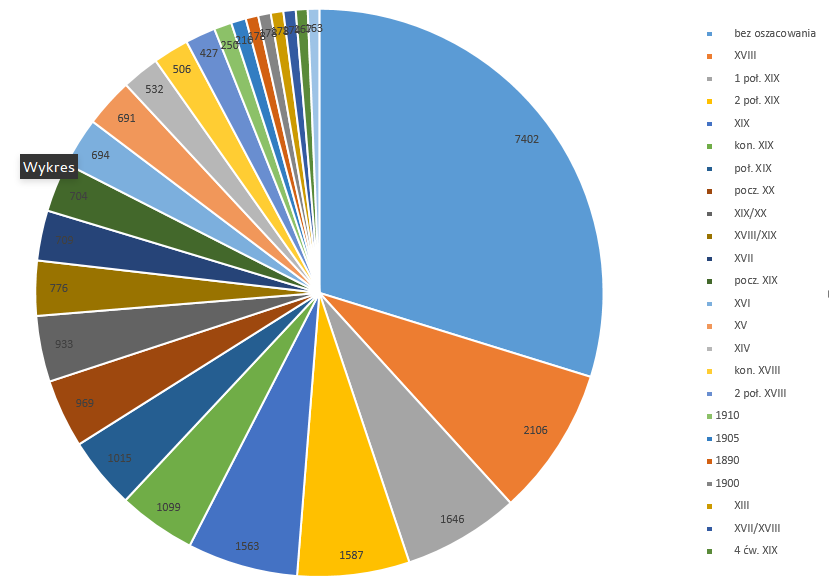 7402
2106
1646
1587
1563
1099
1015
969
933
776
704
Wykres
694
691
532
506
427
250
bez oszacowania
XVIII
1 poł. XIX
2 poł. XIX
XIX
kon. XIX
poł. XIX
pocz. XX
XIX/XX
XVIII/XIX
XVII
pocz. XIX
XVI
XV
XIV
kon. XVIII
2 poł. XVIII
1910
1905
1890
1900
XIII
XVII/XVIII
4 ćw. XIX